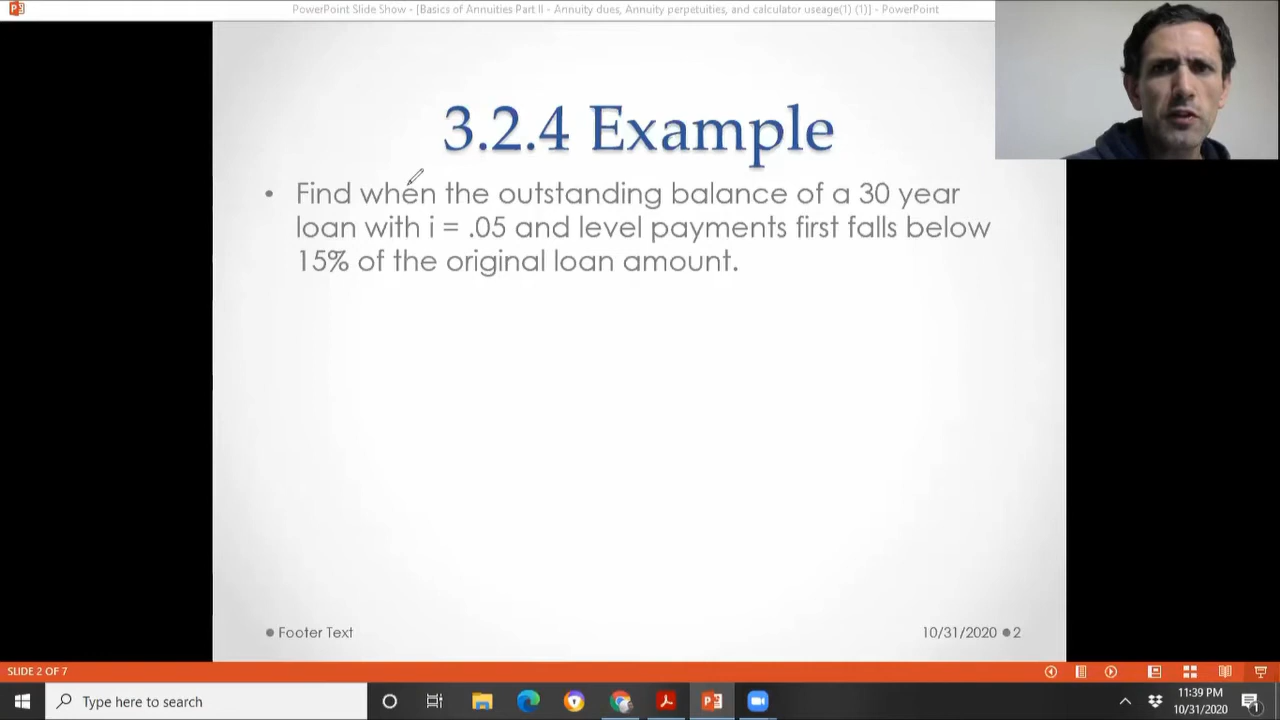 PowerPoint Slide Show - [Basics of Annuities Part II - Annuity dues, Annuity perpetuities, and calculator useage(1) (1)] - PowerPoint
3.2.4 Example
• Find when the outstanding balance of a 30 year
loan with i = .05 and level payments first falls below
15% of the original loan amount.
Footer Text
10/31/2020 2
SLIDE 2 OF 7
Type here to search
11:39 PM
10/31/2020
1